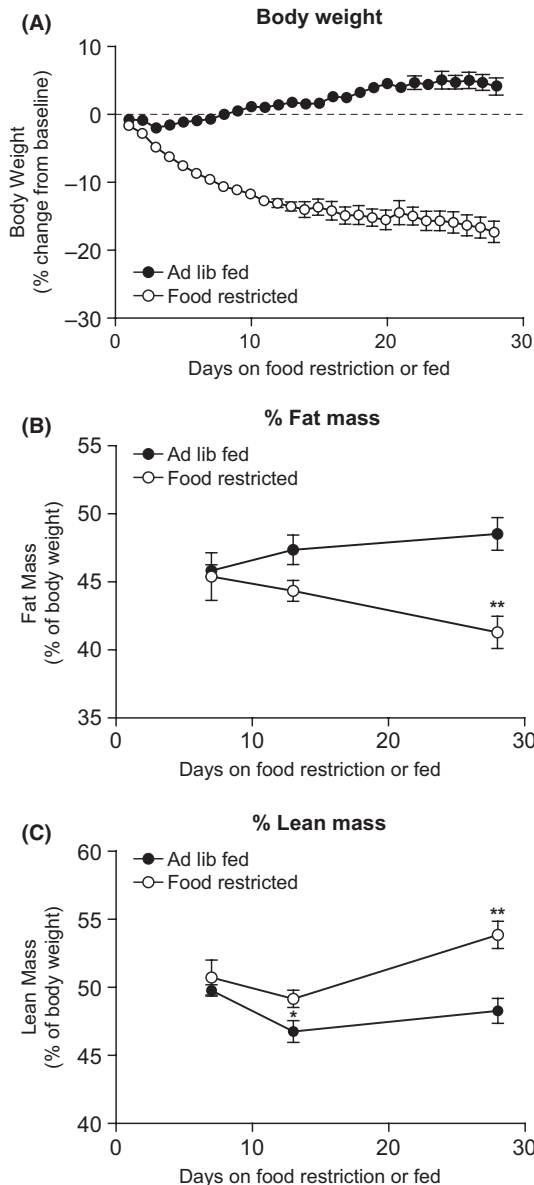 (A)
Body weight
10
0
–10
–20
–30
Body Weight
(% change from baseline)
Ad lib fed
Food restricted
0
10
20
30
Days on food restriction or fed
(B)
% Fat mass
55
50
45
40
35
Fat Mass
(% of body weight)
Ad lib fed
Food restricted
**
0
10
20
30
Days on food restriction or fed
(C)
% Lean mass
60
55
50
45
40
Lean Mass
(% of body weight)
Ad lib fed
Food restricted
**
*
0
10
20
30
Days on food restriction or fed